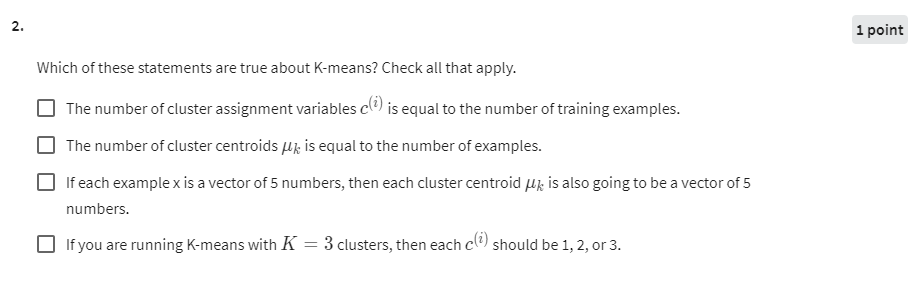 2.
1 point
Which of these statements are true about K-means? Check all that apply.
The number of cluster assignment variables c^(i) is equal to the number of training examples.
The number of cluster centroids μ_k is equal to the number of examples.
If each example x is a vector of 5 numbers, then each cluster centroid μ_k is also going to be a vector of 5
numbers.
If you are running K-means with K = 3 clusters, then each c^(i) should be 1, 2, or 3.